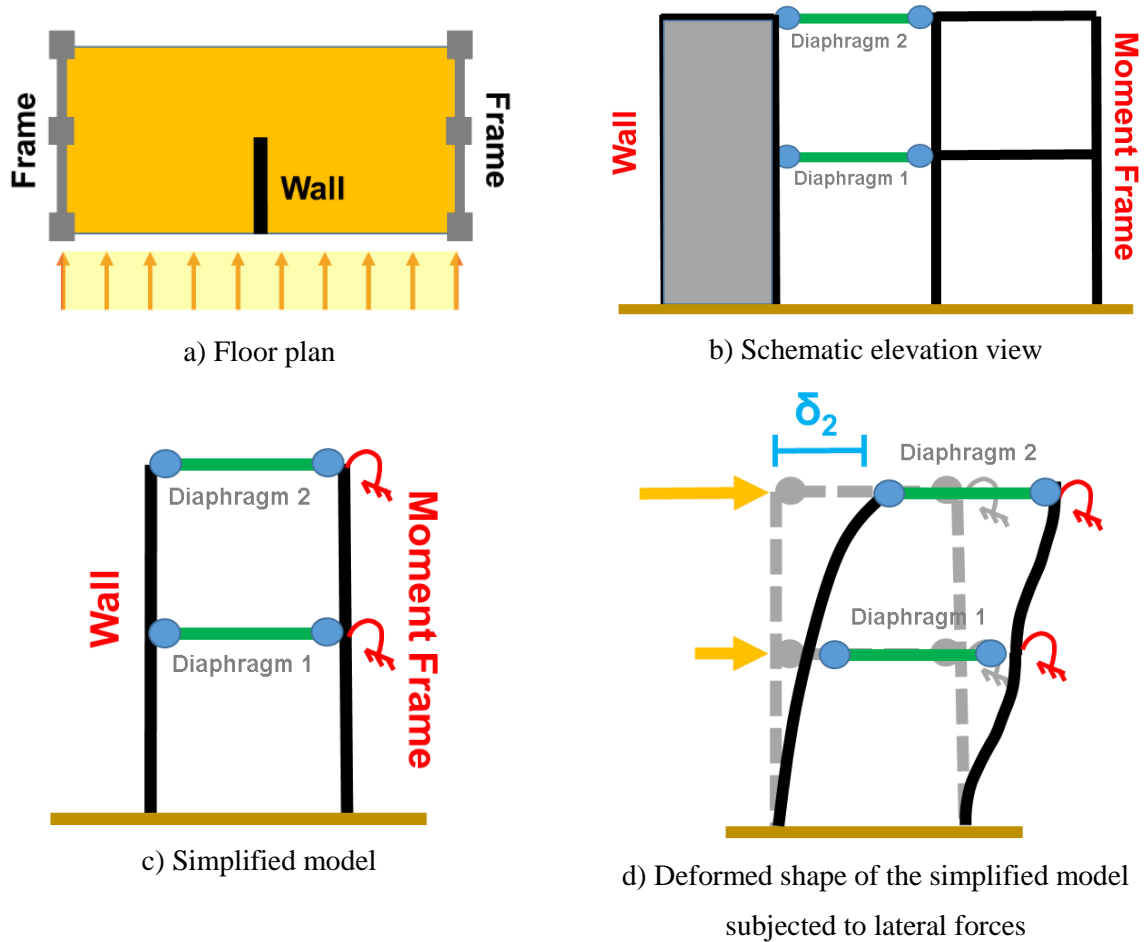 Frame
Wall
Frame
a) Floor plan
Wall
Diaphragm 2
Diaphragm 1
Moment Frame
b) Schematic elevation view
Wall
Diaphragm 2
Diaphragm 1
Moment Frame
c) Simplified model
δ2
Diaphragm 2
Diaphragm 1
d) Deformed shape of the simplified model
subjected to lateral forces